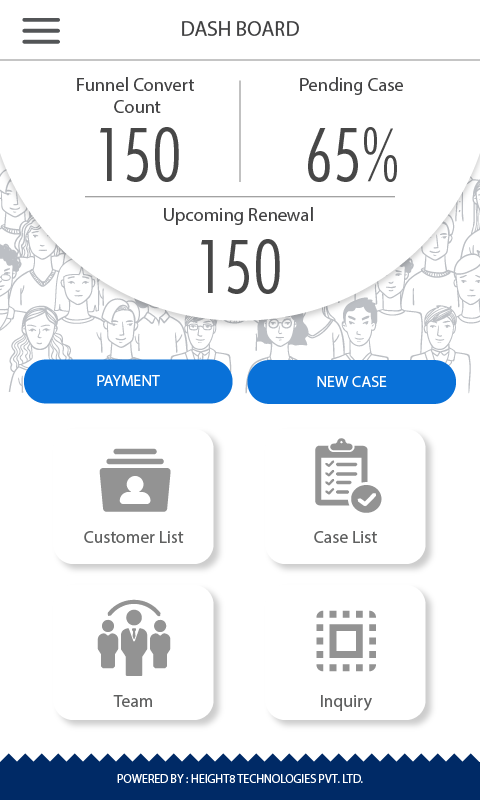 DASH BOARD
Funnel Convert
Count
150
Pending Case
65%
Upcoming Renewal
150
PAYMENT
NEW CASE
Customer List
Case List
Team
Inquiry
POWERED BY : HEIGHT8 TECHNOLOGIES PVT. LTD.